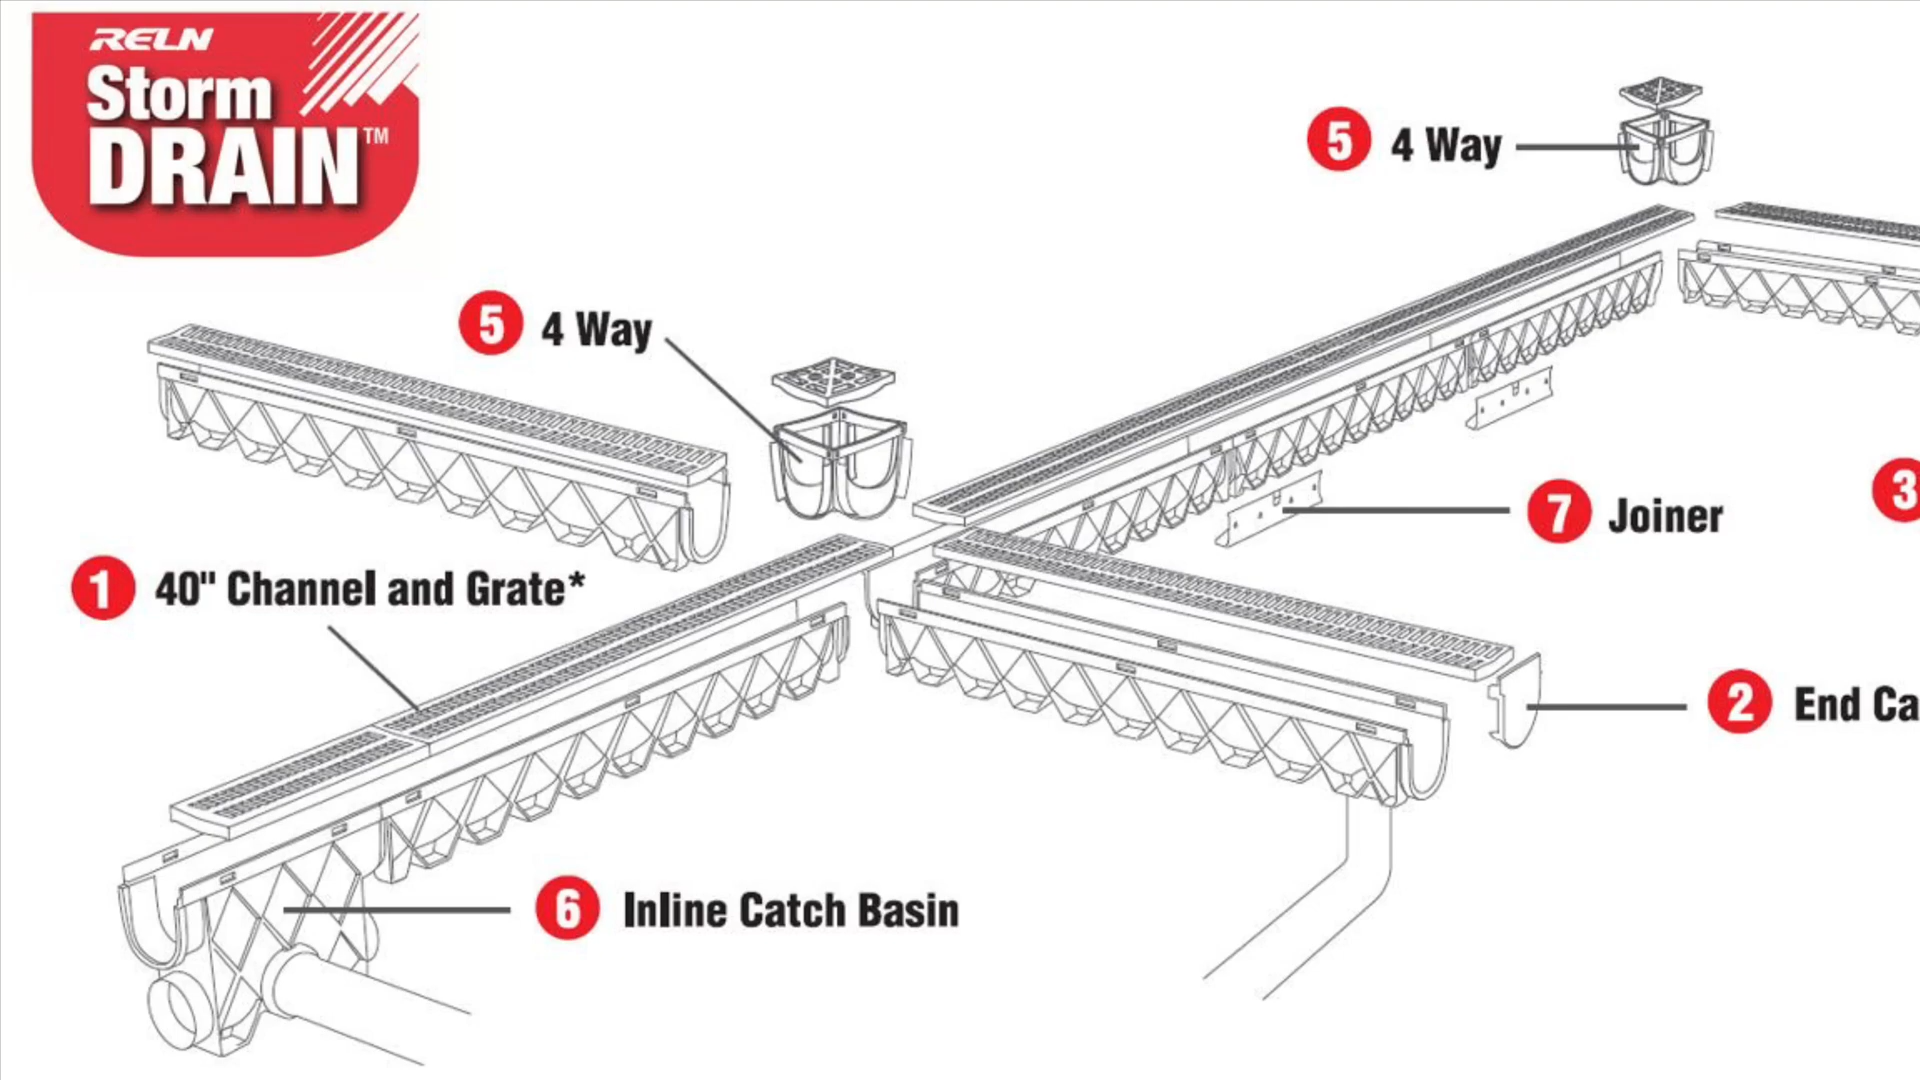 RELN
Storm
DRAIN™
5 4 Way
5 4 Way
1 40" Channel and Grate*
7 Joiner
3
2 End Ca
6 Inline Catch Basin